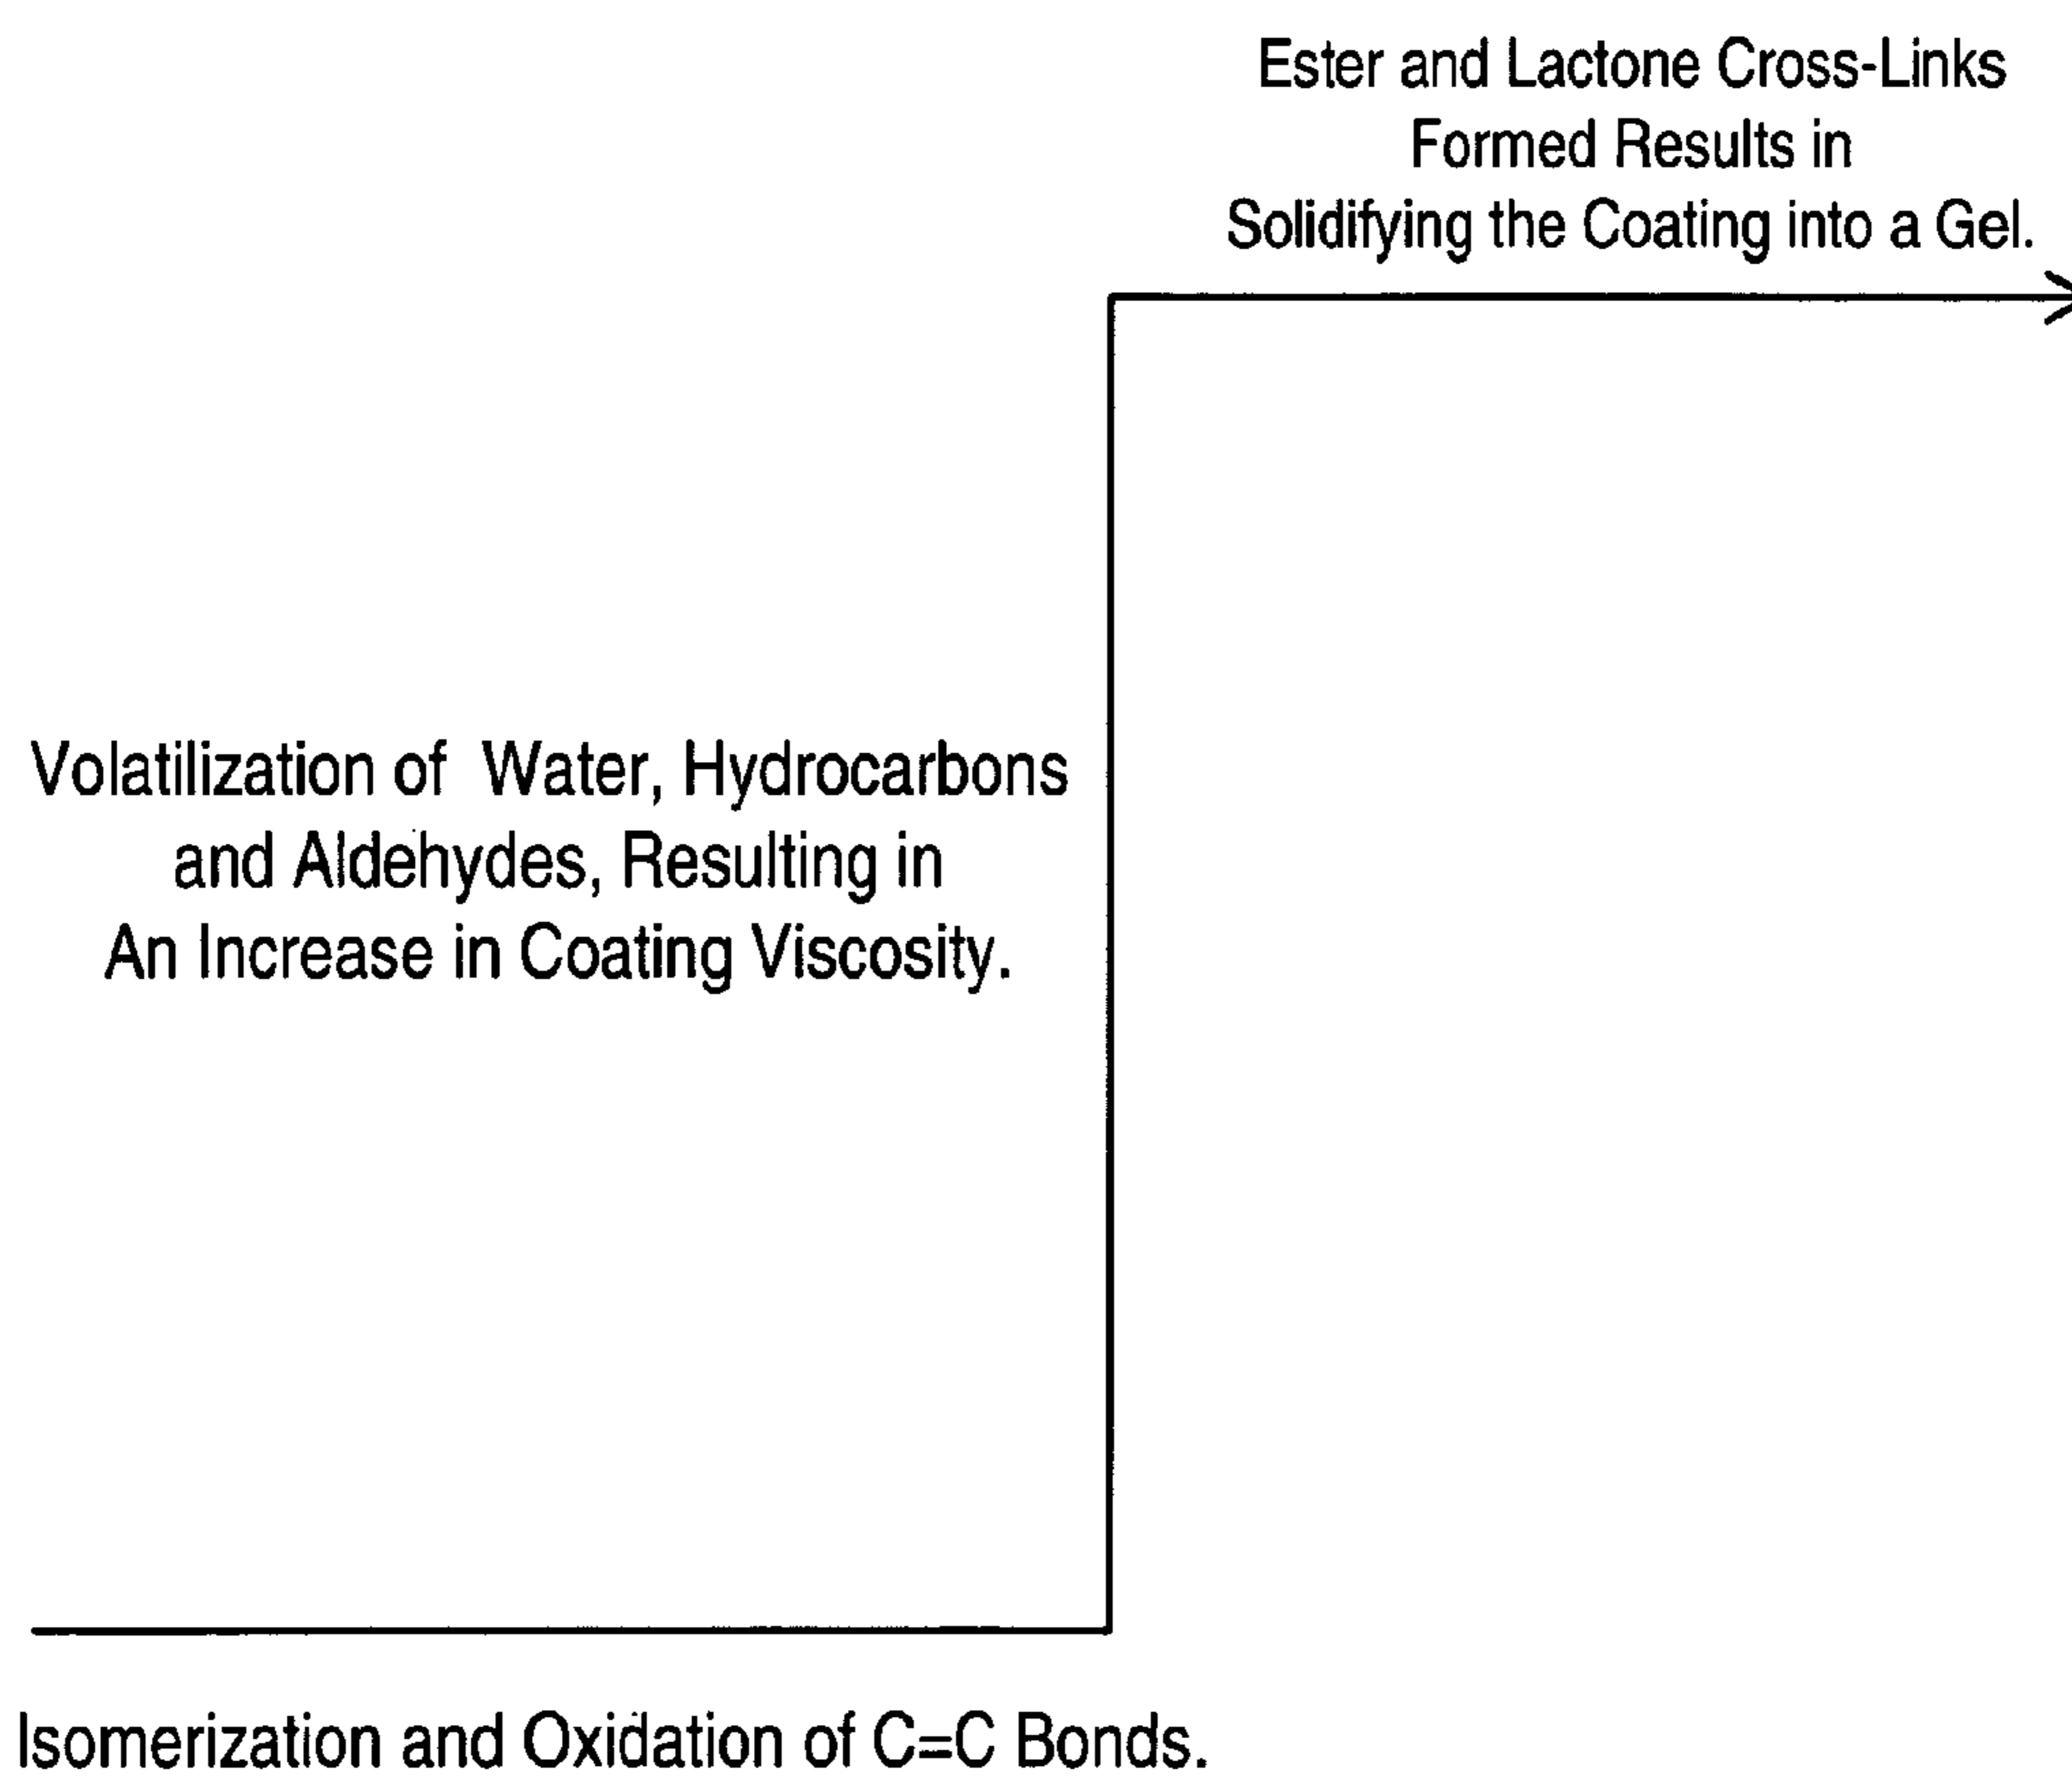 Ester and Lactone Cross-Links
Formed Results in
Solidifying the Coating into a Gel.
Volatilization of Water, Hydrocarbons
and Aldehydes, Resulting in
An Increase in Coating Viscosity.
Isomerization and Oxidation of C=C Bonds.